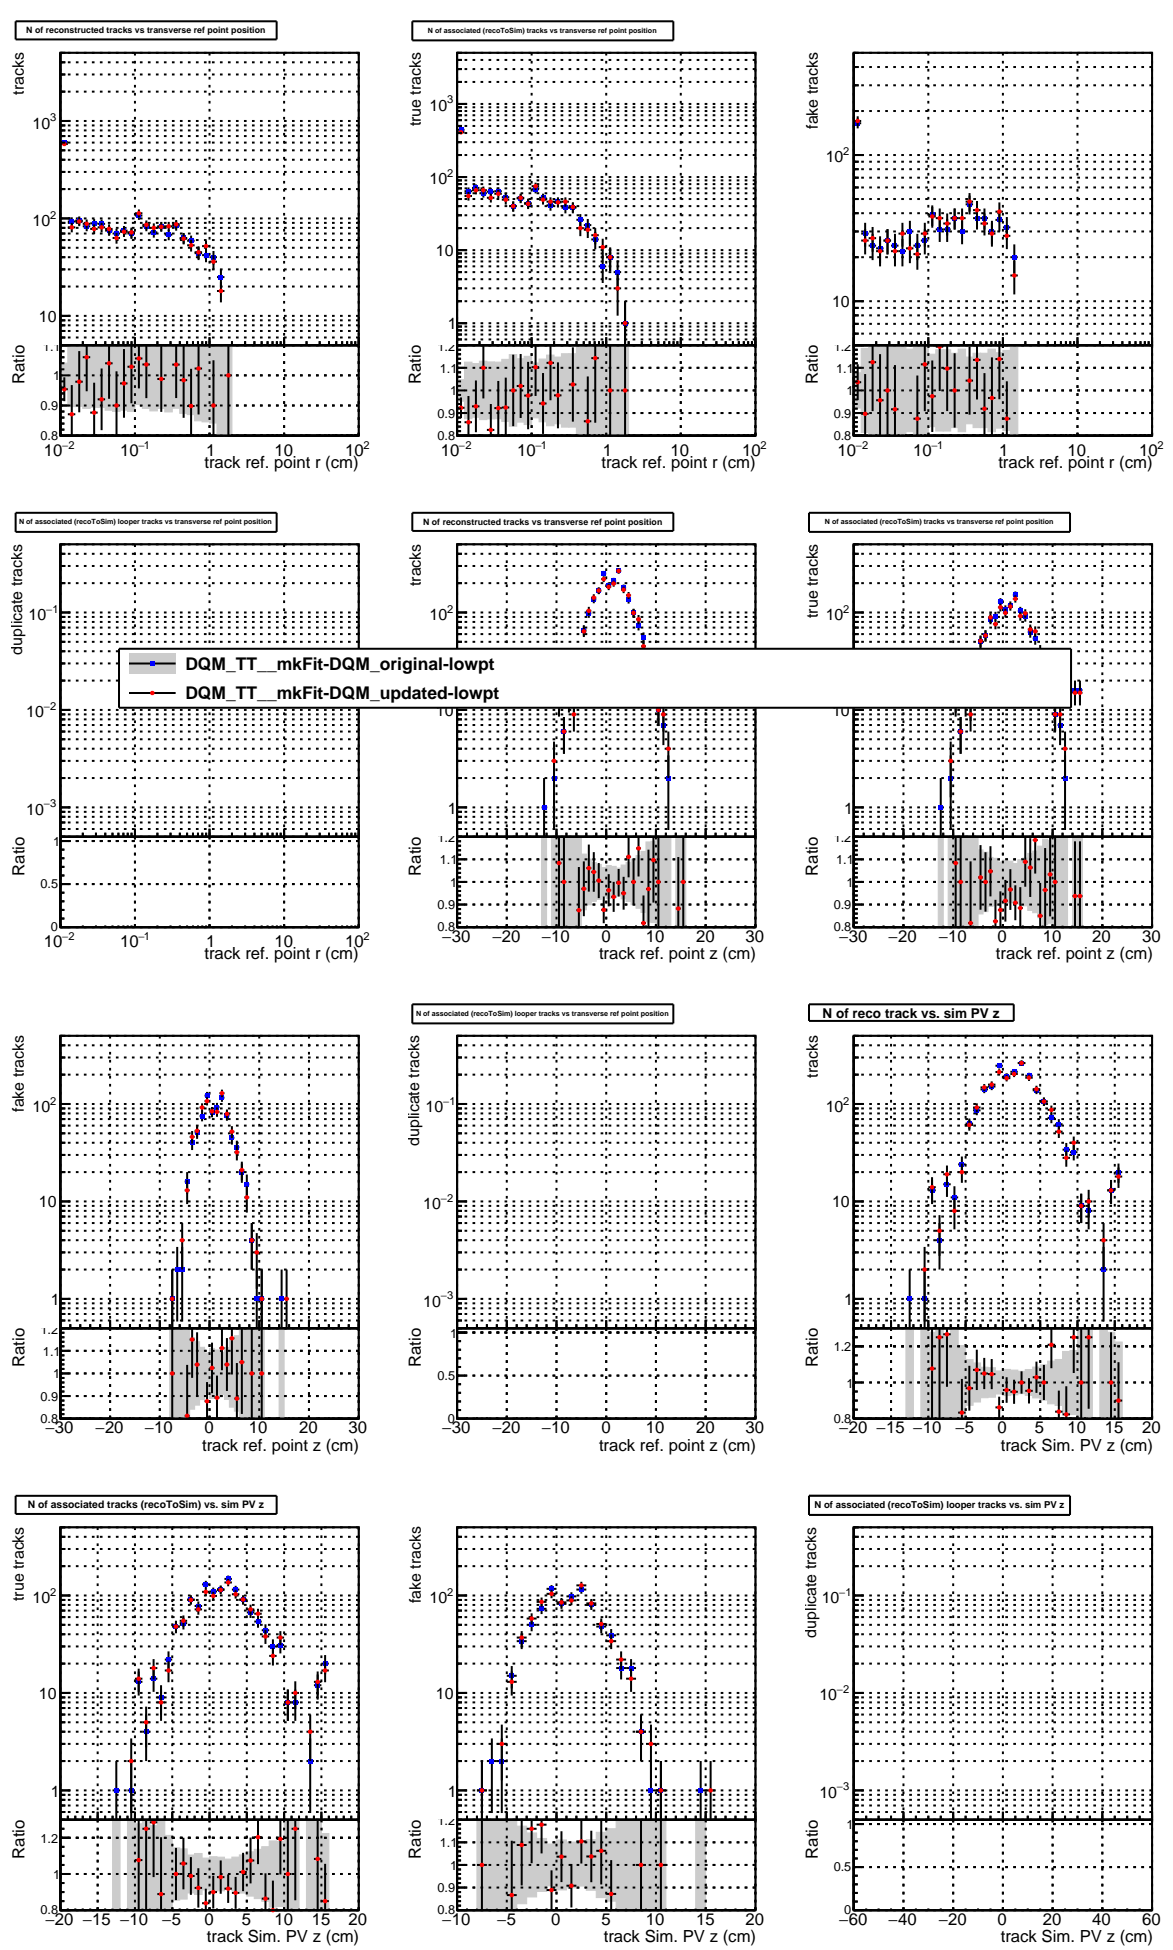 N of reconstructed tracks vs transverse ref point position
N of associated (recoToSim) tracks vs transverse ref point position
tracks
10³
10²
10
true tracks
10³
10²
10
1
fake tracks
10²
10
Ratio
1.1
1
0.9
0.8
10⁻² 10⁻¹ 1 10 10²
track ref. point r (cm)
Ratio
1.2
1.1
1
0.9
0.8
10⁻² 10⁻¹ 1 10 10²
track ref. point r (cm)
Ratio
1.2
1.1
1
0.9
0.8
10⁻² 10⁻¹ 1 10 10²
track ref. point r (cm)
N of associated (recoToSim) looper tracks vs transverse ref point position
N of reconstructed tracks vs transverse ref point position
N of associated (recoToSim) tracks vs transverse ref point position
duplicate tracks
10⁻¹
10⁻²
10⁻³
tracks
10²
10
1
true tracks
10²
10
1
DQM_TT__mkFit-DQM_original-lowpt
DQM_TT__mkFit-DQM_updated-lowpt
Ratio
1
0.5
0
10⁻² 10⁻¹ 1 10 10²
track ref. point r (cm)
Ratio
1.2
1.1
1
0.9
0.8
−30 −20 −10 0 10 20 30
track ref. point z (cm)
Ratio
1.2
1.1
1
0.9
0.8
−30 −20 −10 0 10 20 30
track ref. point z (cm)
N of associated (recoToSim) looper tracks vs transverse ref point position
N of reco track vs. sim PV z
fake tracks
10²
10
1
duplicate tracks
10⁻¹
10⁻²
10⁻³
tracks
10²
10
1
Ratio
1.2
1.1
1
0.9
0.8
−30 −20 −10 0 10 20 30
track ref. point z (cm)
Ratio
1
0.5
0
−30 −20 −10 0 10 20 30
track ref. point z (cm)
Ratio
1.2
1
0.8
−20 −15 −10 −5 0 5 10 15 20
track Sim. PV z (cm)
N of associated tracks (recoToSim) vs. sim PV z
N of associated (recoToSim) looper tracks vs. sim PV z
true tracks
10²
10
1
fake tracks
10²
10
1
duplicate tracks
10⁻¹
10⁻²
10⁻³
Ratio
1.2
1
0.8
−20 −15 −10 −5 0 5 10 15 20
track Sim. PV z (cm)
Ratio
1.2
1.1
1
0.9
0.8
−10 −5 0 5 10 15 20
track Sim. PV z (cm)
Ratio
1
0.5
0
−60 −40 −20 0 20 40 60
track Sim. PV z (cm)